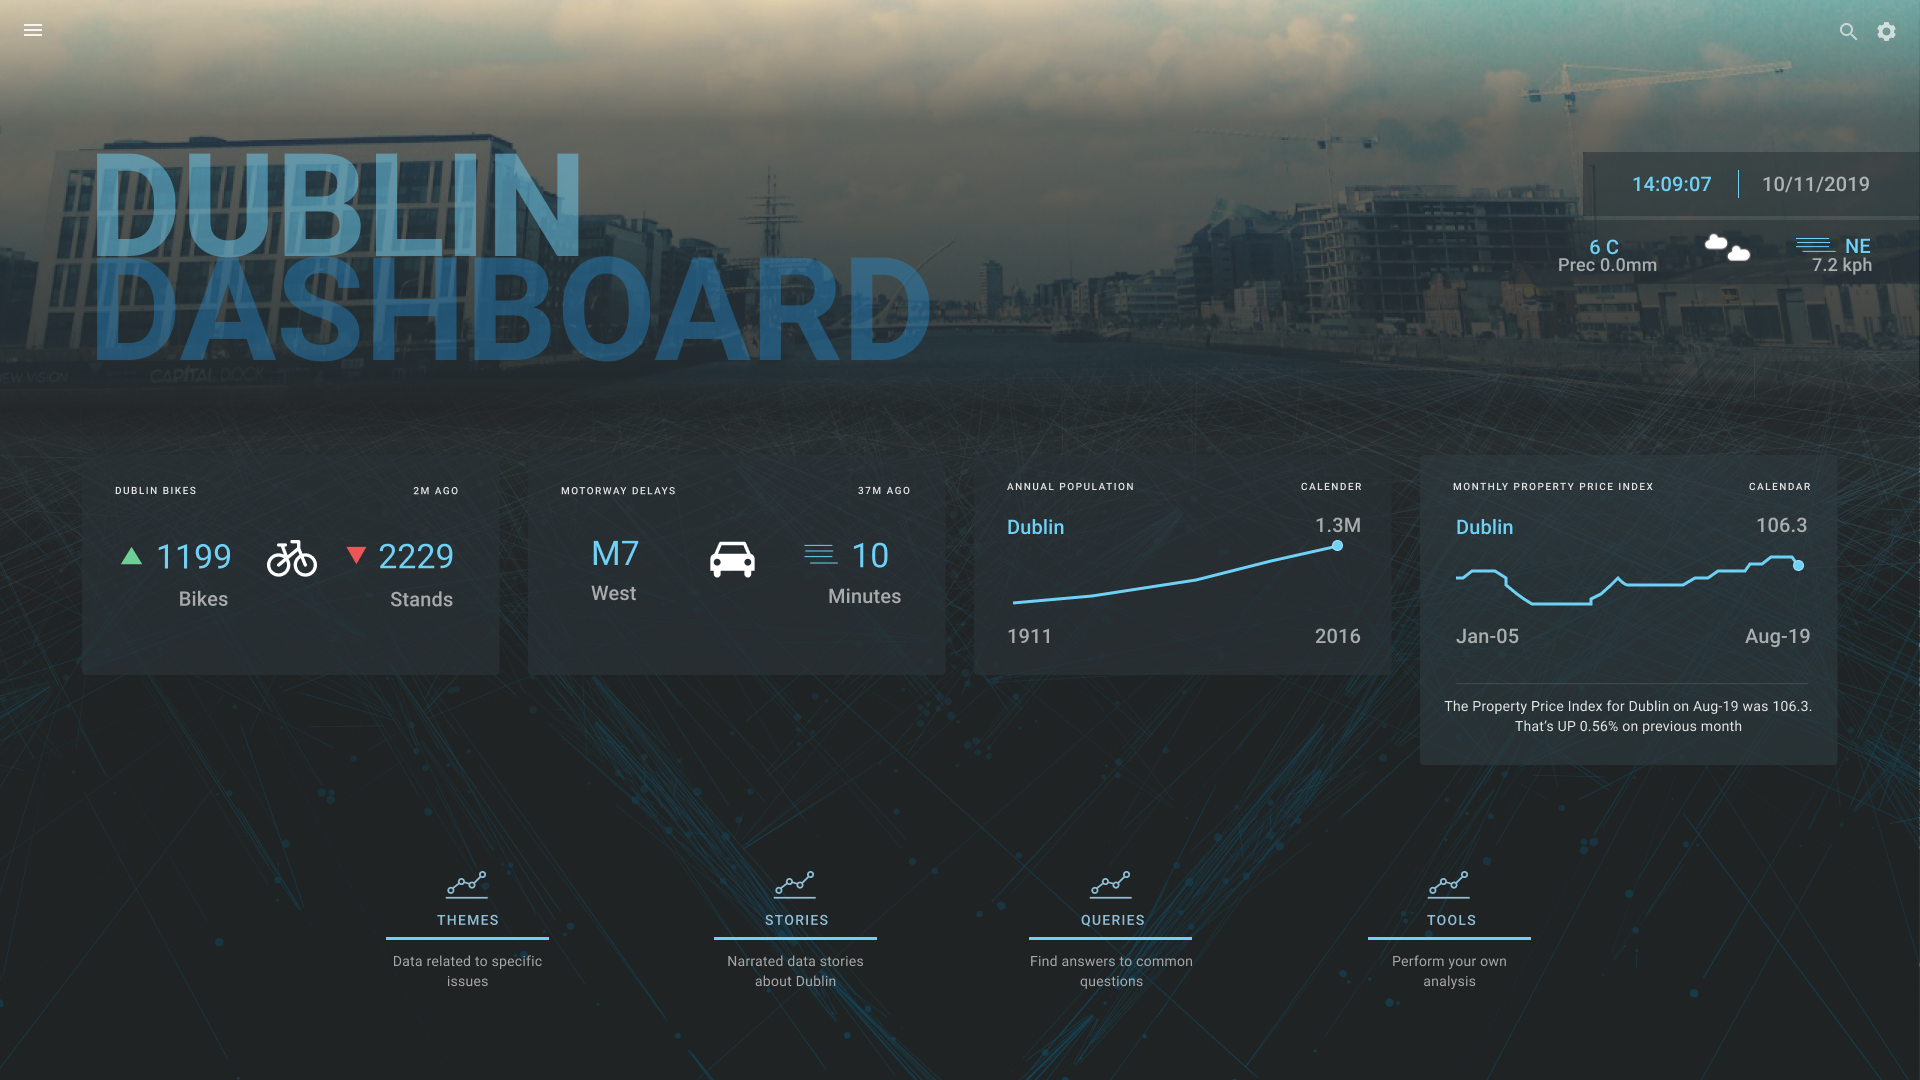 DUBLIN
DASHBOARD
14:09:07 10/11/2019
6 C
Prec 0.0mm
NE
7.2 kph
CAPITAL DOCK
DUBLIN BIKES 2M AGO
1199 2229
Bikes Stands
MOTORWAY DELAYS 37M AGO
M7 10
West Minutes
ANNUAL POPULATION CALENDER
Dublin 1.3M
1911 2016
MONTHLY PROPERTY PRICE INDEX CALENDAR
Dublin 106.3
Jan-05 Aug-19
The Property Price Index for Dublin on Aug-19 was 106.3.
That's UP 0.56% on previous month
THEMES
Data related to specific
issues
STORIES
Narrated data stories
about Dublin
QUERIES
Find answers to common
questions
TOOLS
Perform your own
analysis